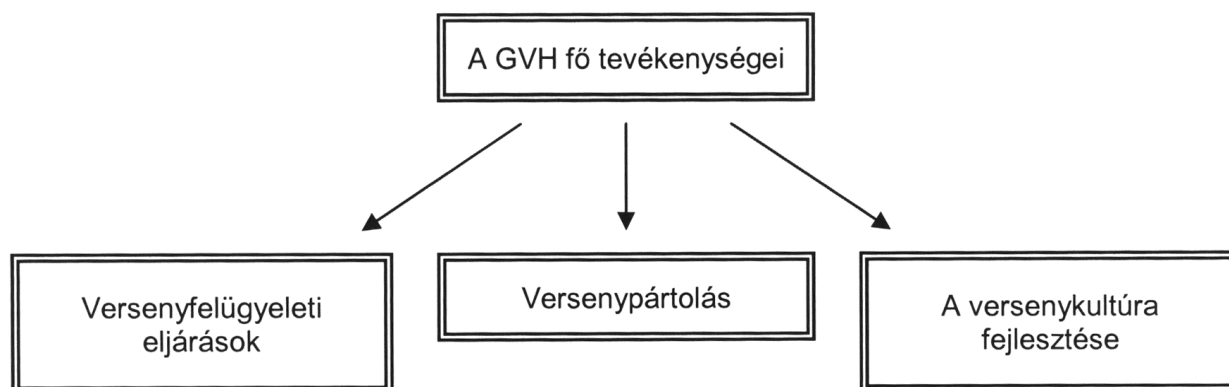 A GVH fő tevékenységei
Versenyfelügyeleti
eljárások
Versenypártolás
A versenykultúra
fejlesztése